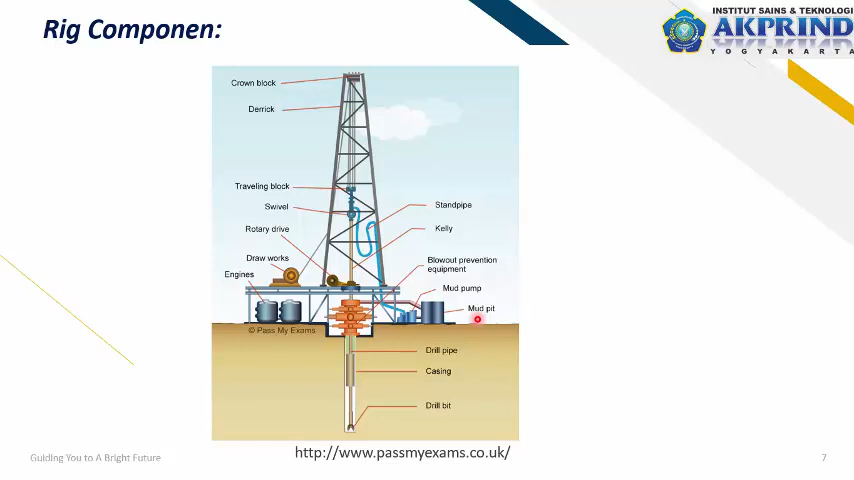 Rig Componen:
INSTITUT SAINS & TEKNOLOGI
AKPRIND
YOGYAKARTA
Crown block
Derrick
Traveling block
Swivel
Standpipe
Rotary drive
Kelly
Draw works
Blowout prevention
equipment
Engines
Mud pump
Mud pit
© Pass My Exams
Drill pipe
Casing
Drill bit
http://www.passmyexams.co.uk/
Guiding You to A Bright Future
7